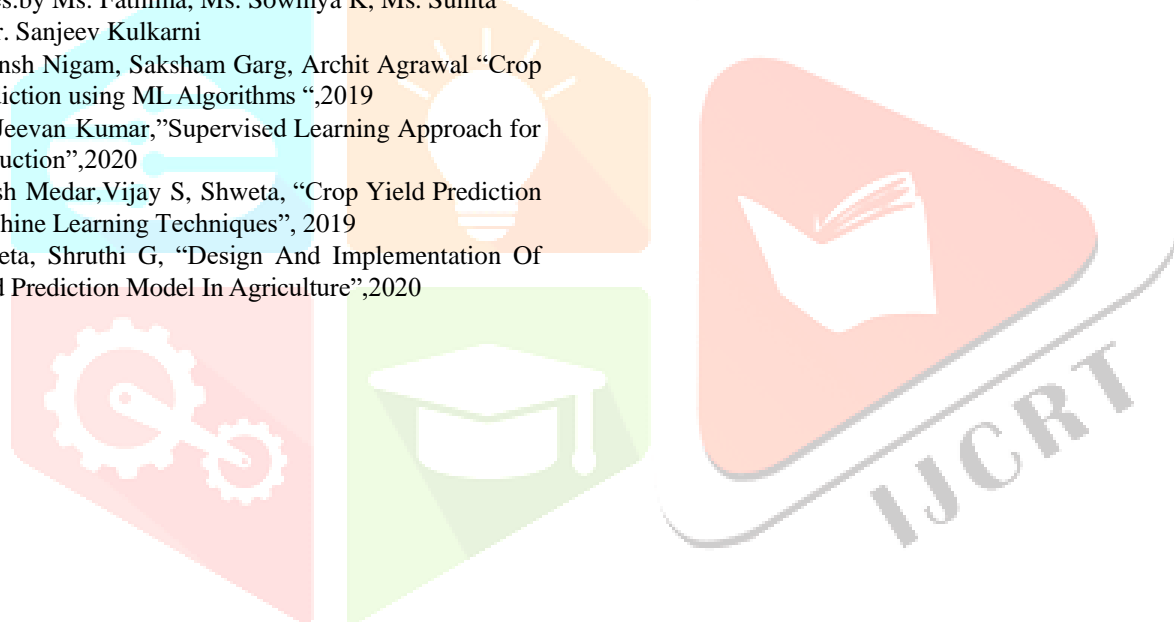 es.by Ms. Fathima, Ms. Sowmya K, Ms. Sunita
r. Sanjeev Kulkarni
nsh Nigam, Saksham Garg, Archit Agrawal “Crop
diction using ML Algorithms “,2019
Jeevan Kumar,”Supervised Learning Approach for
uction”,2020
sh Medar,Vijay S, Shweta, “Crop Yield Prediction
hine Learning Techniques”, 2019
eta, Shruthi G, “Design And Implementation Of
d Prediction Model In Agriculture”,2020
IJCRT